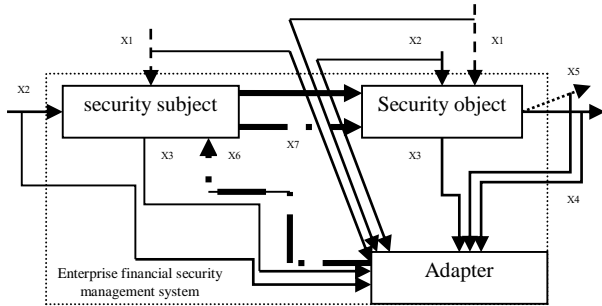 X1
X2
X1
X5
X2
security subject
Security object
X3
X6
X7
X3
X4
Enterprise financial security
management system
Adapter